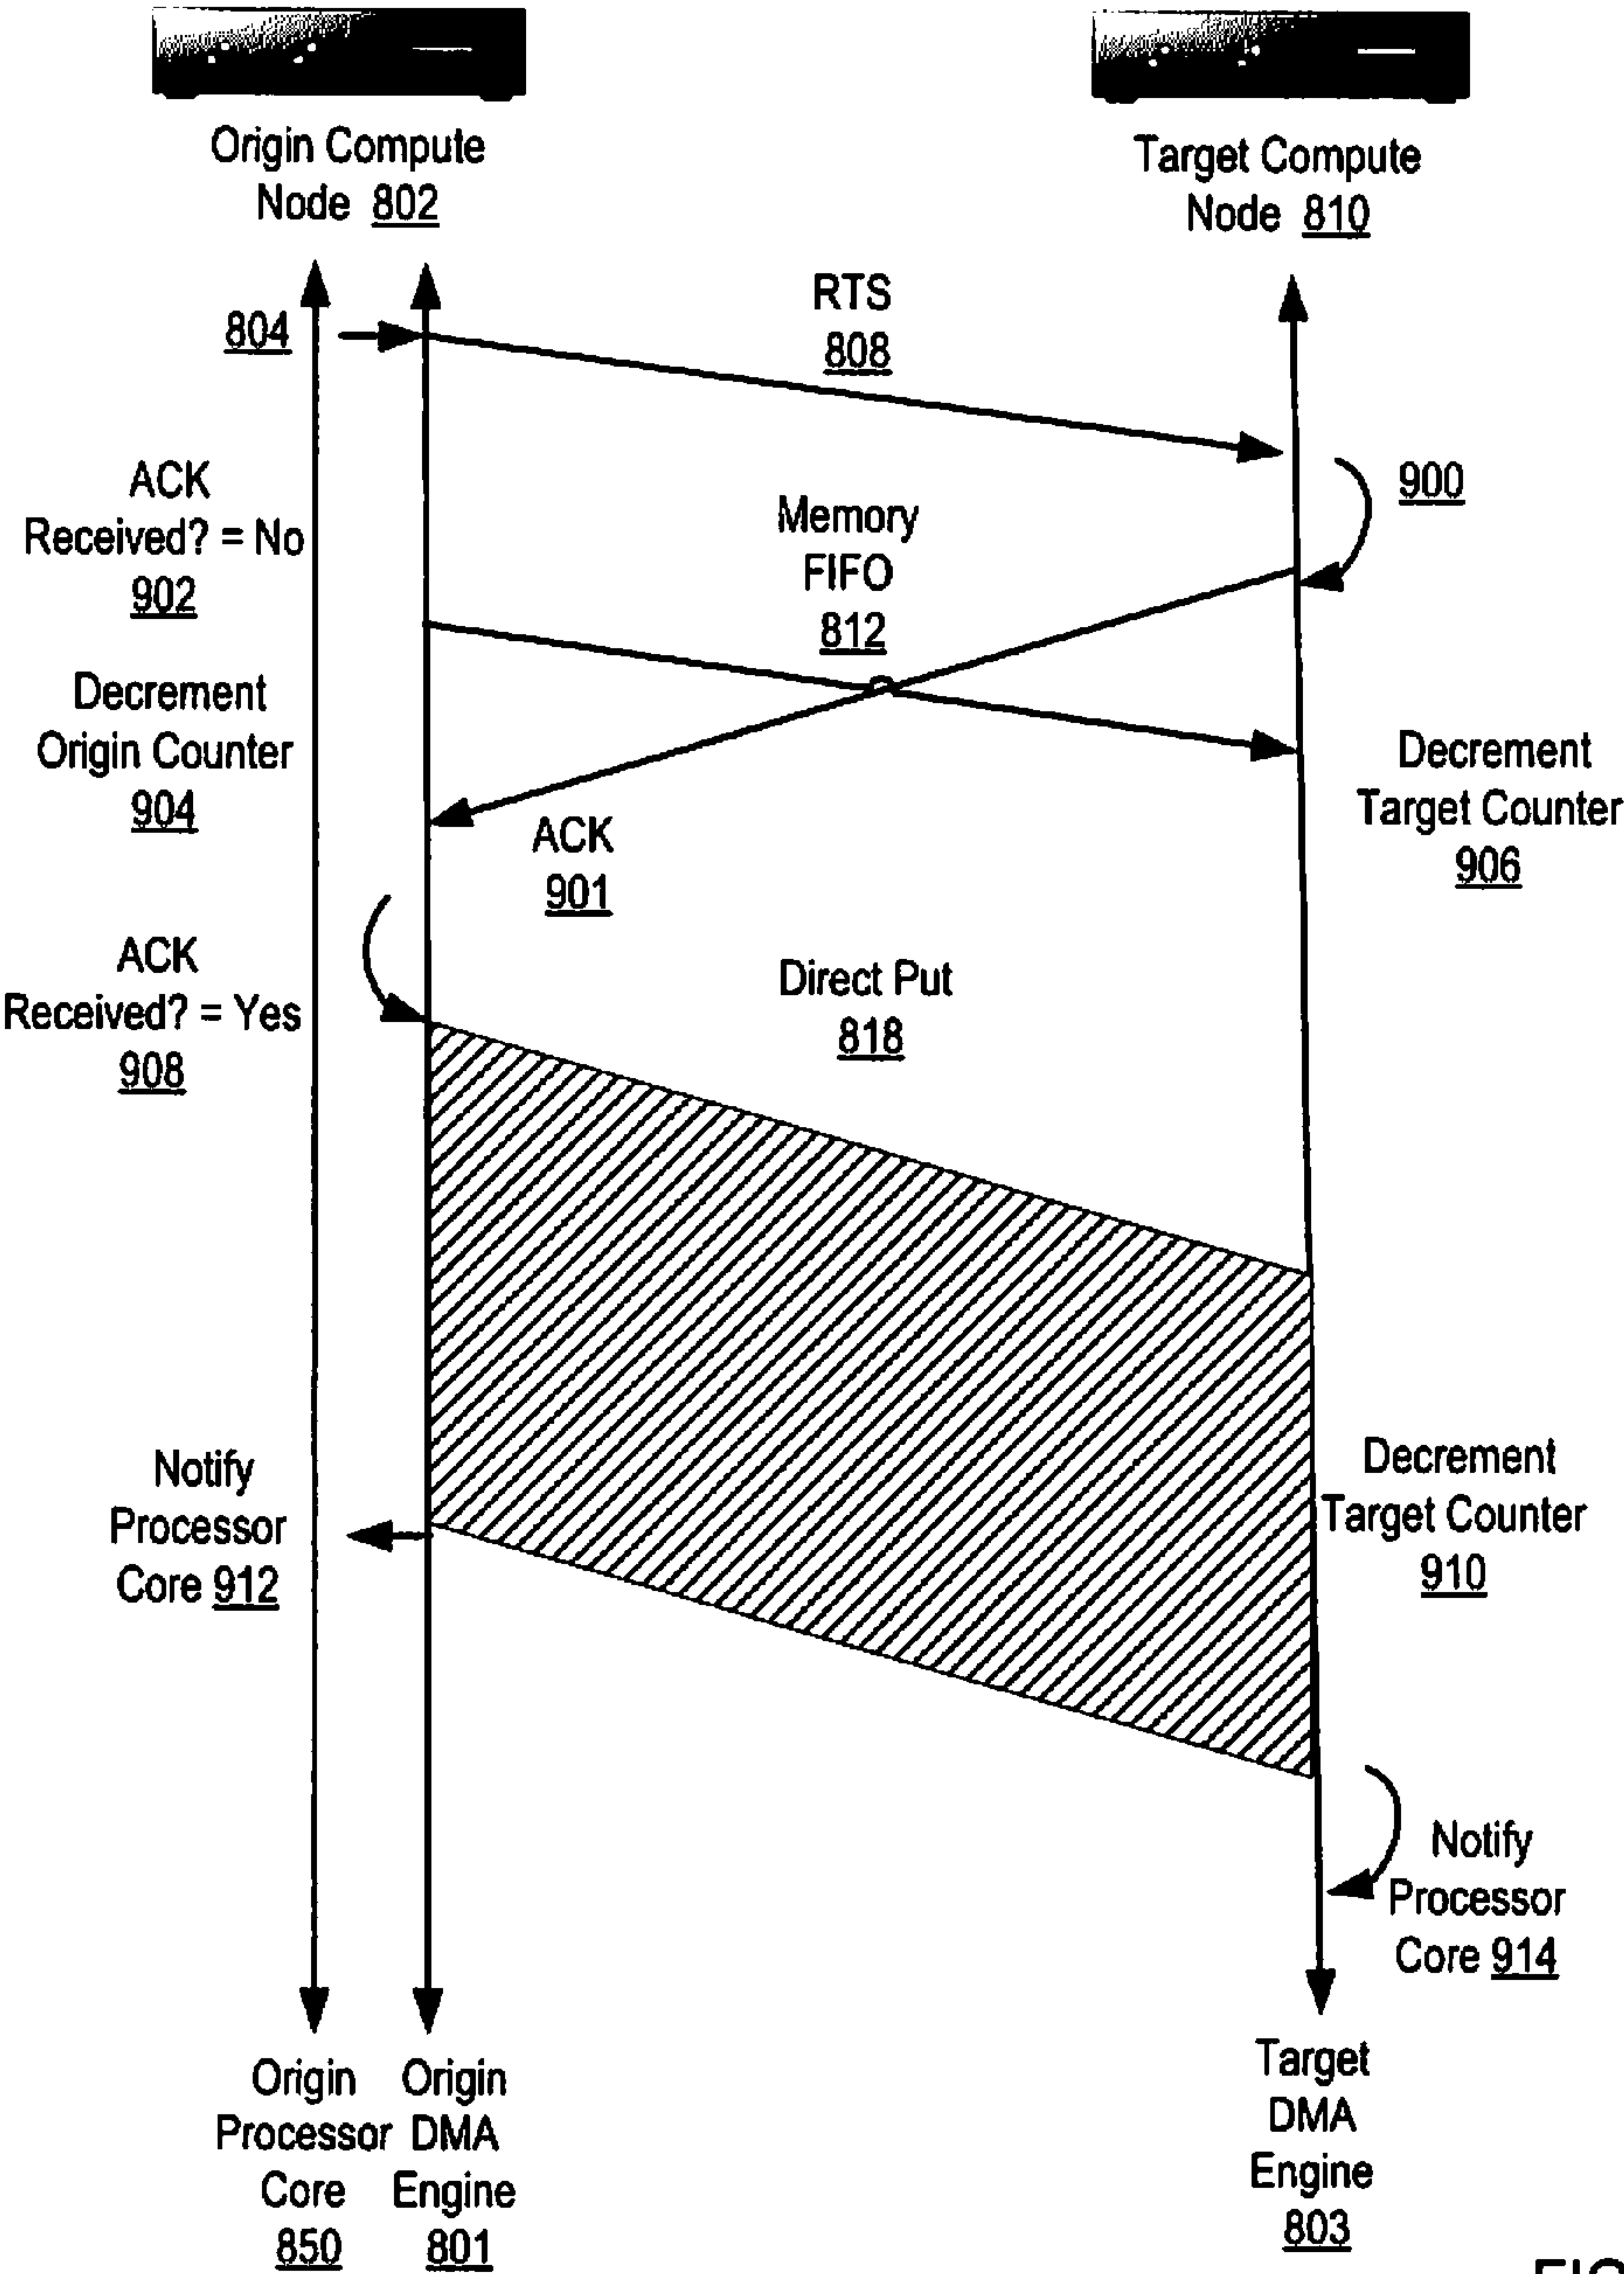 Origin Compute
Node 802
Target Compute
Node 810
804
RTS
808
900
ACK
Received? = No
902
Memory
FIFO
812
Decrement
Origin Counter
904
Decrement
Target Counter
906
ACK
901
ACK
Received? = Yes
908
Direct Put
818
Notify
Processor
Core 912
Decrement
Target Counter
910
Notify
Processor
Core 914
Origin
Processor
Core
850
Origin
DMA
Engine
801
Target
DMA
Engine
803